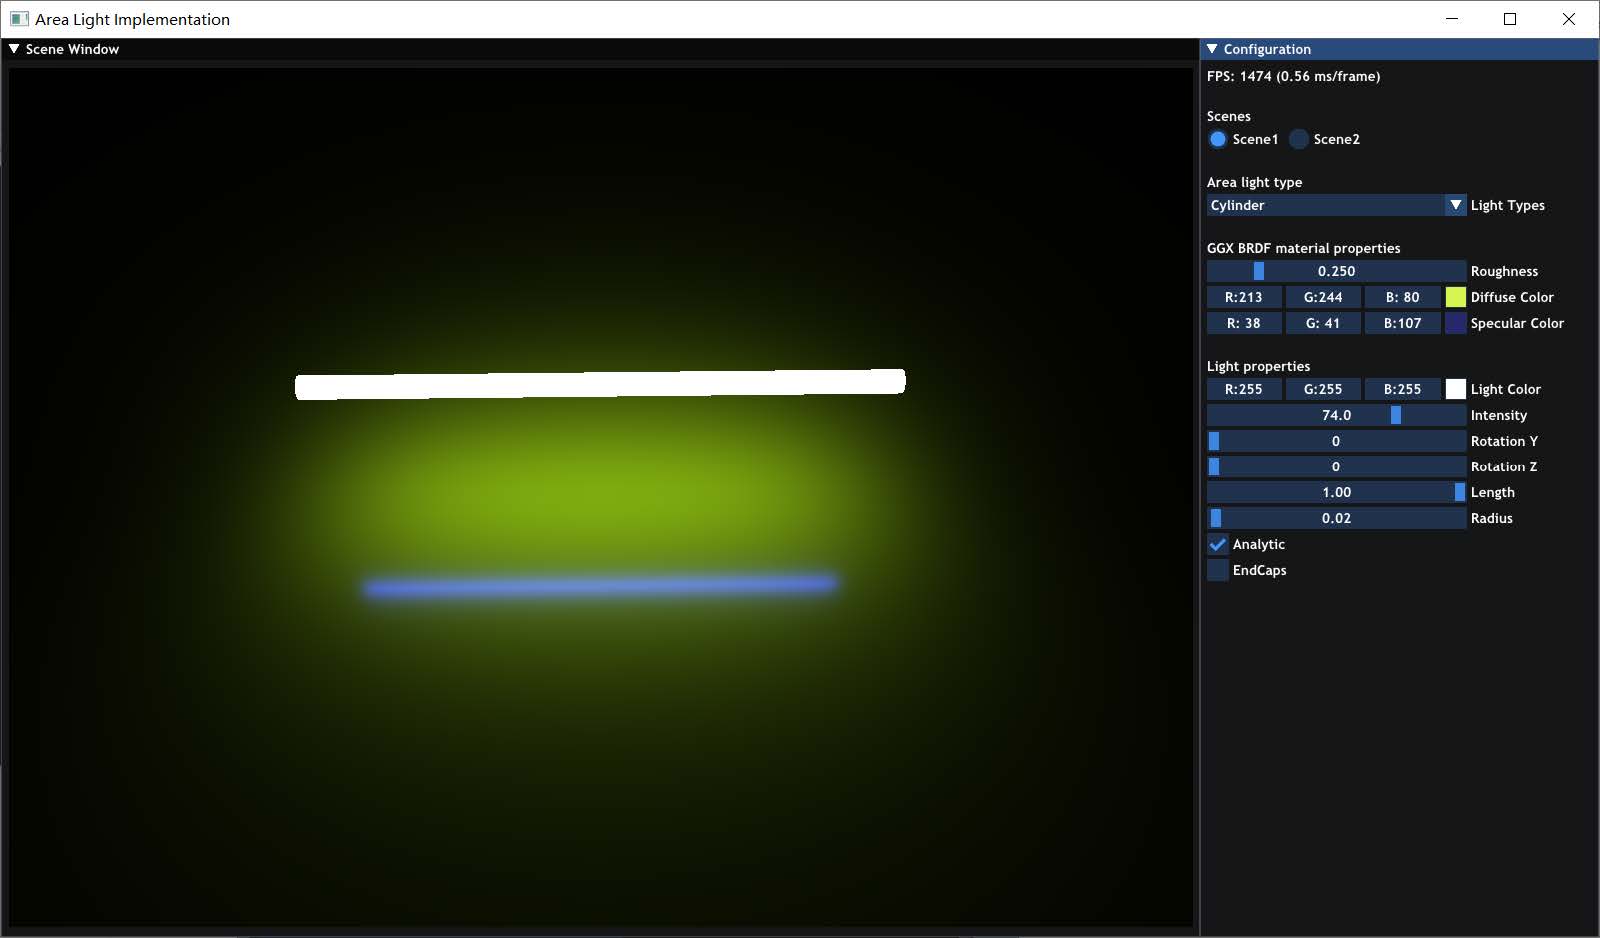 Area Light Implementation
Scene Window
Configuration
FPS: 1474 (0.56 ms/frame)
Scenes
Scene1 Scene2
Area light type
Cylinder Light Types
GGX BRDF material properties
0.250 Roughness
R:213 G:244 B: 80 Diffuse Color
R: 38 G: 41 B:107 Specular Color
Light properties
R:255 G:255 B:255 Light Color
74.0 Intensity
0 Rotation Y
0 Rotation Z
1.00 Length
0.02 Radius
Analytic
EndCaps